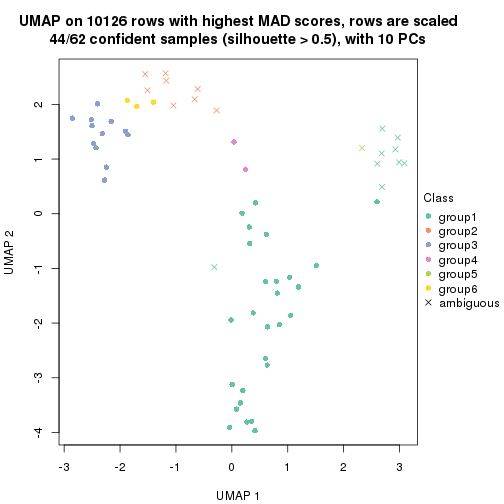 UMAP on 10126 rows with highest MAD scores, rows are scaled
44/62 confident samples (silhouette > 0.5), with 10 PCs
UMAP 2
2
1
0
-1
-2
-3
-4
-3
-2
-1
0
1
2
3
UMAP 1
Class
group1
group2
group3
group4
group5
group6
ambiguous